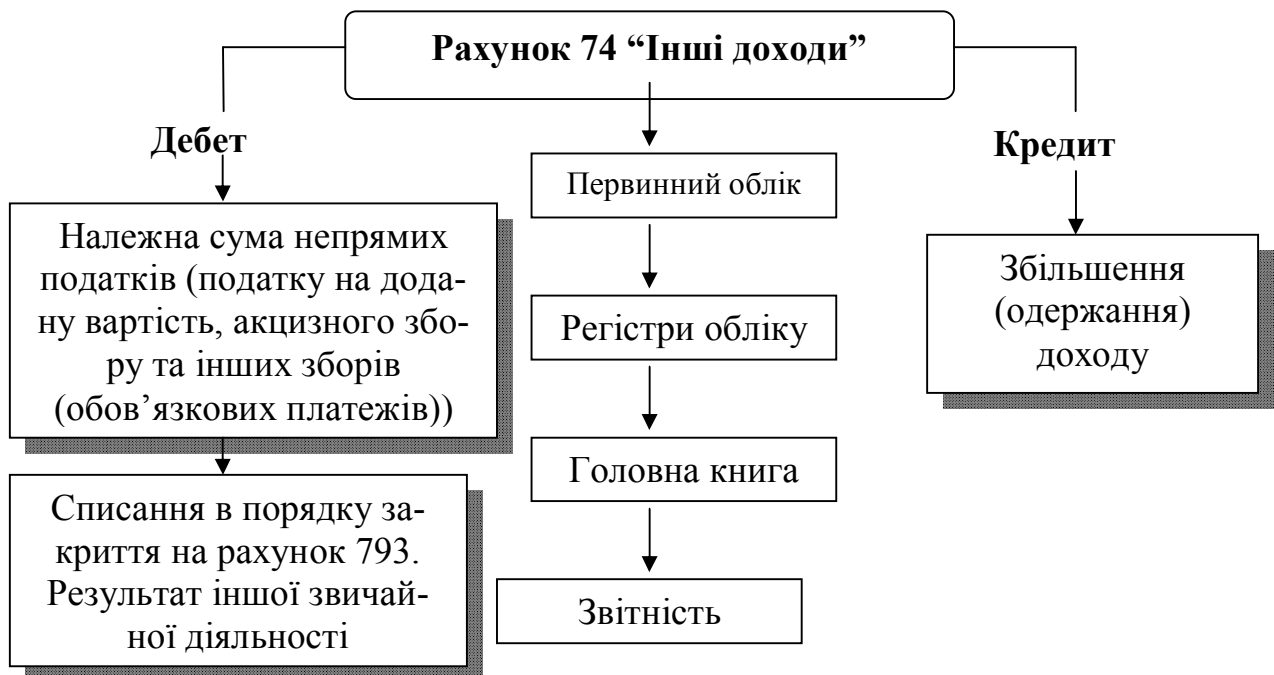 Рахунок 74 “Інші доходи”
Дебет
Належна сума непрямих
податків (податку на дода-
ну вартість, акцизного збо-
ру та інших зборів
(обов’язкових платежів))
Списання в порядку за-
криття на рахунок 793.
Результат іншої звичай-
ної діяльності
Первинний облік
Регістри обліку
Головна книга
Звітність
Кредит
Збільшення
(одержання)
доходу